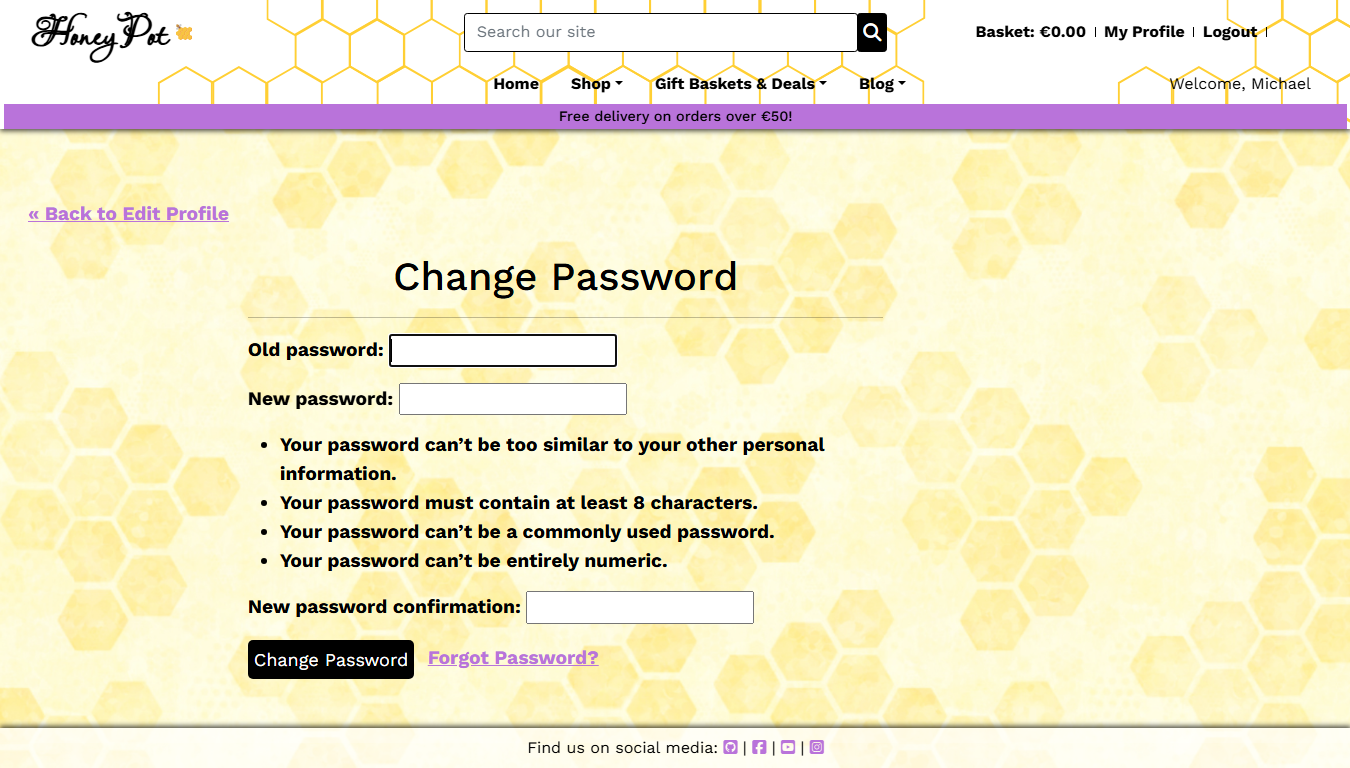 Honey Pot
Search our site
Basket: €0.00 | My Profile | Logout |
Home Shop Gift Baskets & Deals Blog
Welcome, Michael
Free delivery on orders over €50!
« Back to Edit Profile
Change Password
Old password:
New password:
• Your password can’t be too similar to your other personal
information.
• Your password must contain at least 8 characters.
• Your password can’t be a commonly used password.
• Your password can’t be entirely numeric.
New password confirmation:
Change Password Forgot Password?
Find us on social media: | | |